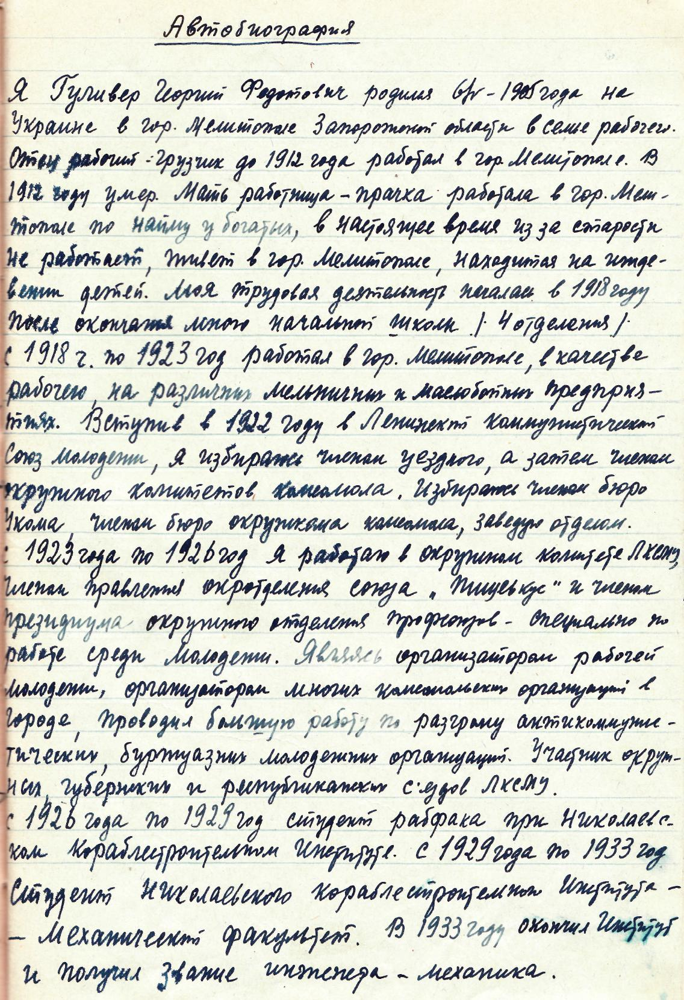 Автобиография
Я Гуливер Георгий Федотович родился 6/V-1905 года на
Украине в гор. Мелитополе Запорожской области в семье рабочего.
Отец рабочий-грузчик до 1912 года работал в гор. Мелитополе. В
1912 году умер. Мать работница-прачка работала в гор. Мели-
тополе по найму у богатых, в настоящее время из за старости
не работает, живет в гор. Мелитополе, находится на ижде-
вении детей. Моя трудовая деятельность началась в 1918 году
после окончания мною начальной школы /. 4 отделения /.
с 1918 г. по 1923 год работал в гор. Мелитополе, в качестве
рабочего, на различных мельничных и маслобойных предприя-
тиях. Вступив в 1922 году в Ленинский Коммунистический
Союз Молодежи, я избираюсь членом уездного, а затем членом
окружного комитетов комсомола. Избираюсь членом бюро
Укома, членом бюро окружкома комсомола, заведую отделом.
с 1923 года по 1926 год я работаю в окружном комитете ЛКСМУ,
членом правления окротделения союза „Пищевкус" и членом
президиума окружного отделения профсоюзов - специально по
работе среди молодежи. Являясь организатором рабочей
молодежи, организатором многих комсомольских организаций в
городе, проводил большую работу по разгрому антикоммунис-
тических, буржуазных молодежных организаций. Участник окруж-
ных, губернских и республиканских с'ездов ЛКСМУ.
с 1926 года по 1929 год студент рабфака при Николаевс-
ком Кораблестроительном Институте. С 1929 года по 1933 год
Студент Николаевского Кораблестроительного Института -
- Механический факультет. В 1933 году окончил Институт
и получил звание инженера-механика.